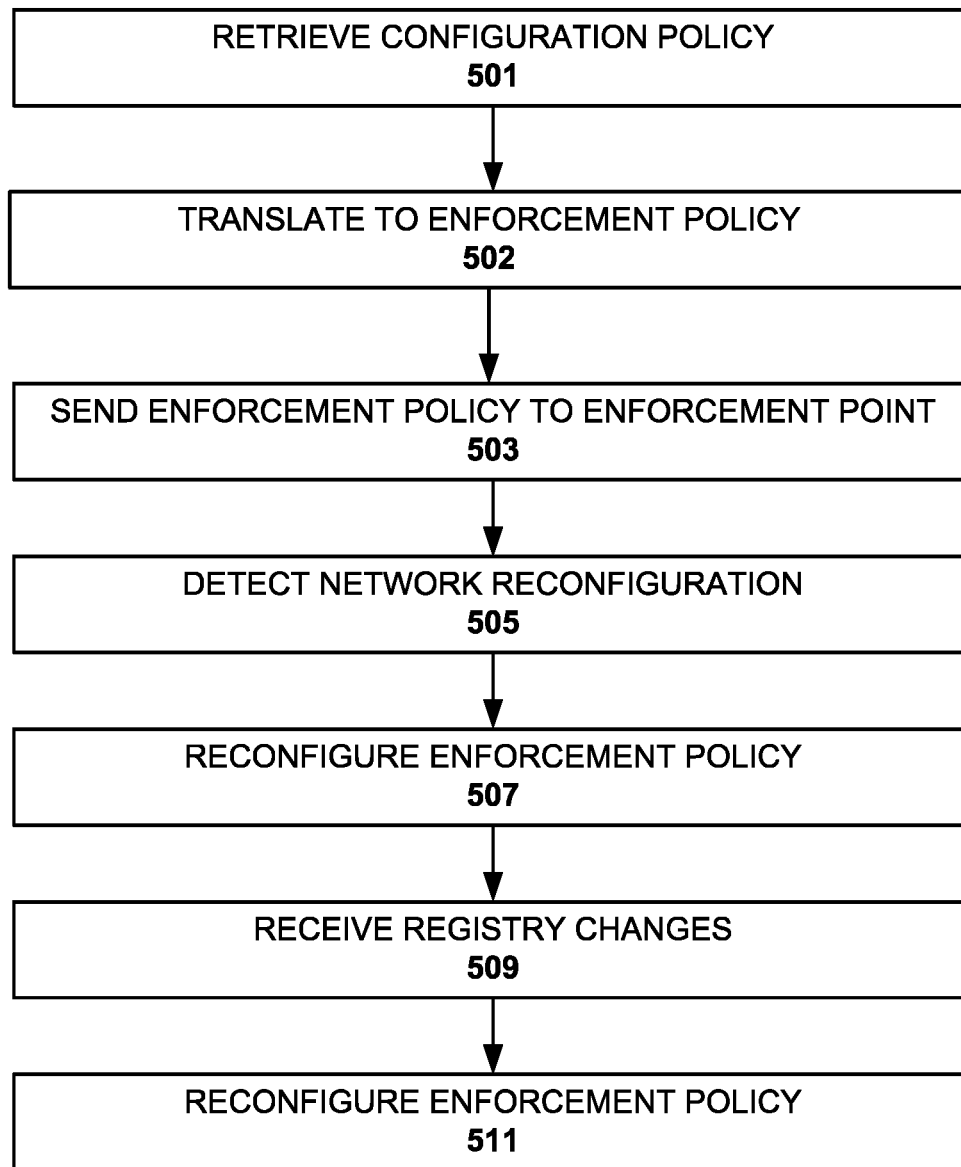 RETRIEVE CONFIGURATION POLICY
501
TRANSLATE TO ENFORCEMENT POLICY
502
SEND ENFORCEMENT POLICY TO ENFORCEMENT POINT
503
DETECT NETWORK RECONFIGURATION
505
RECONFIGURE ENFORCEMENT POLICY
507
RECEIVE REGISTRY CHANGES
509
RECONFIGURE ENFORCEMENT POLICY
511